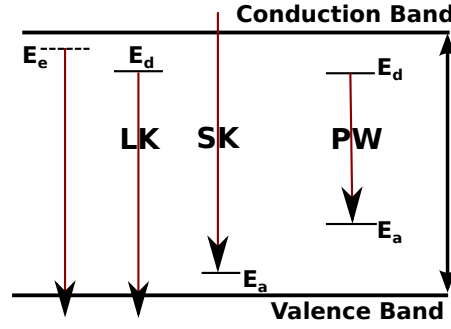 Conduction Band
Ee
Ed
Ed
LK
SK
PW
Ea
Ea
Valence Band